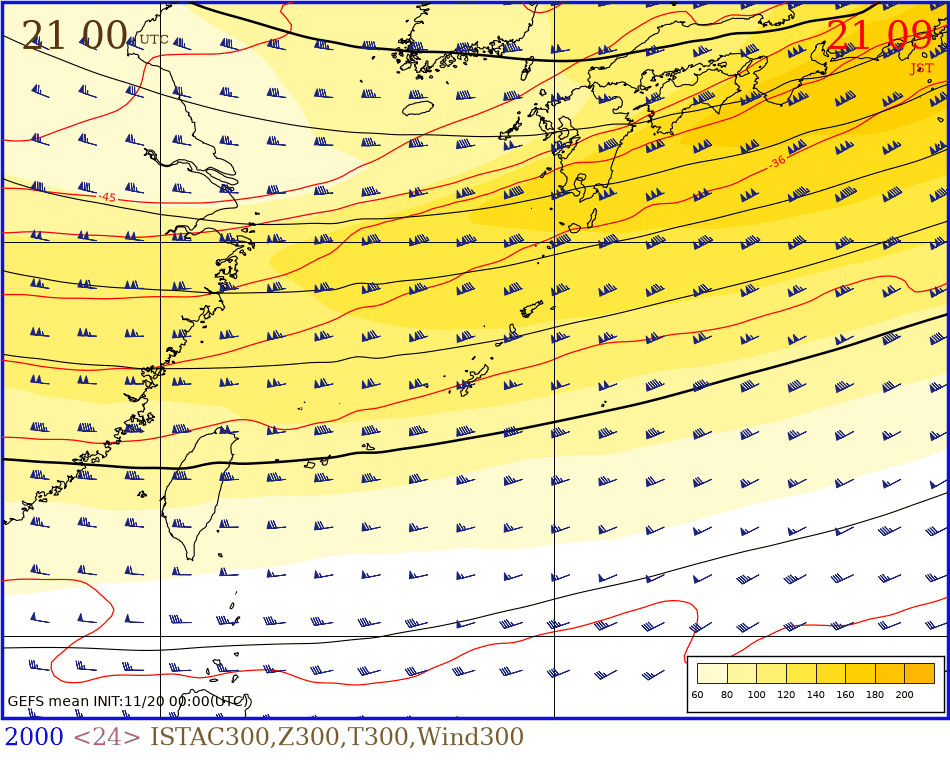 21 00 UTC
21 09
JST
-36
-45
60 80 100 120 140 160 180 200
GEFS mean INIT:11/20 00:00(UTC)
2000 <24> ISTAC300,Z300,T300,Wind300